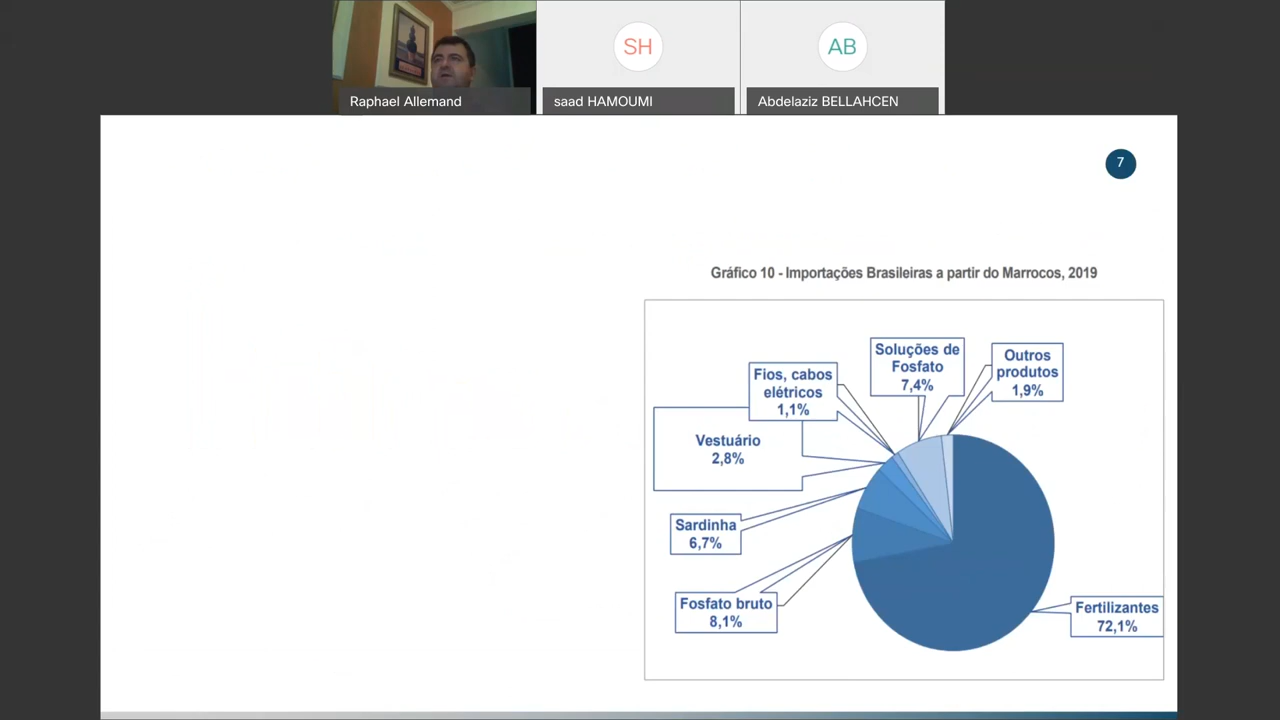 SH
AB
Raphael Allemand
saad HAMOUMI
Abdelaziz BELLAHCEN
7
Gráfico 10 - Importações Brasileiras a partir do Marrocos, 2019
Soluções de
Fosfato
7,4%
Outros
produtos
1,9%
Fios, cabos
elétricos
1,1%
Vestuário
2,8%
Sardinha
6,7%
Fosfato bruto
8,1%
Fertilizantes
72,1%